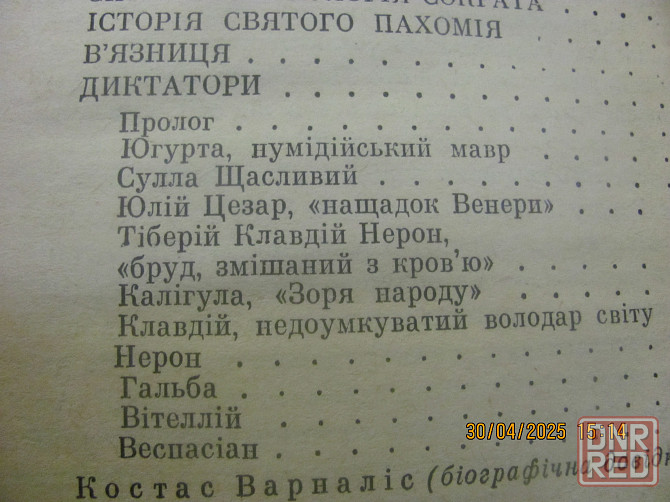 СОКРАТА . .
ІСТОРІЯ СВЯТОГО ПАХОМІЯ . .
В'ЯЗНИЦЯ . . . . . . . . . .
ДИКТАТОРИ . . . . . . . . .
Пролог . . . . . . . . . . .
Югурта, нумідійський мавр . . . .
Сулла Щасливий . . . . . . .
Юлій Цезар, «нащадок Венери» . . .
Тіберій Клавдій Нерон,
«бруд, змішаний з кров'ю» . . . . .
Калігула, «Зоря народу» . . . . .
Клавдій, недоумкуватий володар світу
Нерон . . . . . . . . . . .
Гальба . . . . . . . . . . .
Вітеллій . . . . . . . . . .
Веспасіан . . . . . . . . .
Костас Варналіс (біографічна довідк
30/04/2025 15:14
DNR
RED